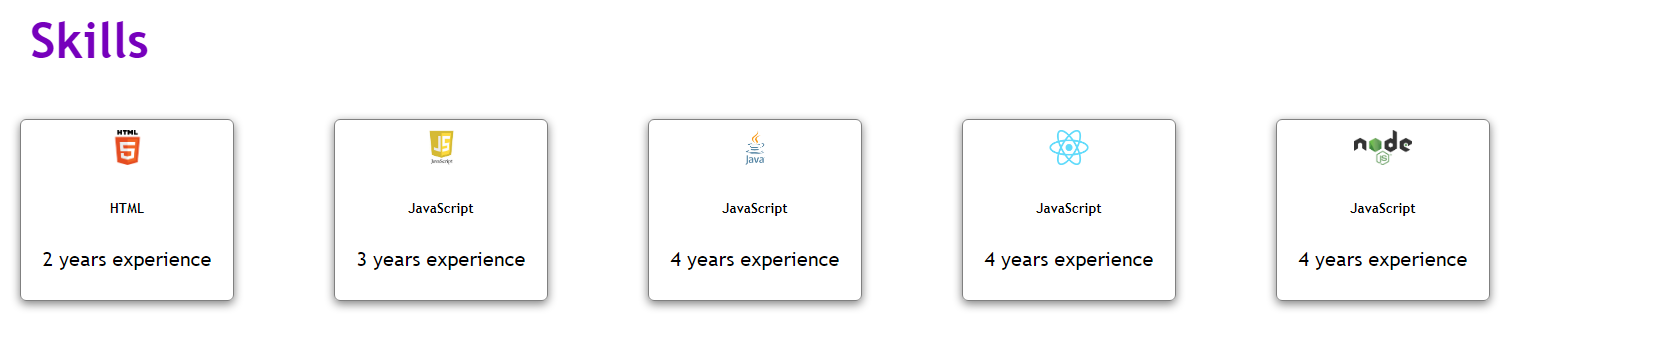 Skills
HTML
5
HTML
2 years experience
JS
JavaScript
JavaScript
3 years experience
Java
JavaScript
4 years experience
JavaScript
4 years experience
node
JS
JavaScript
4 years experience